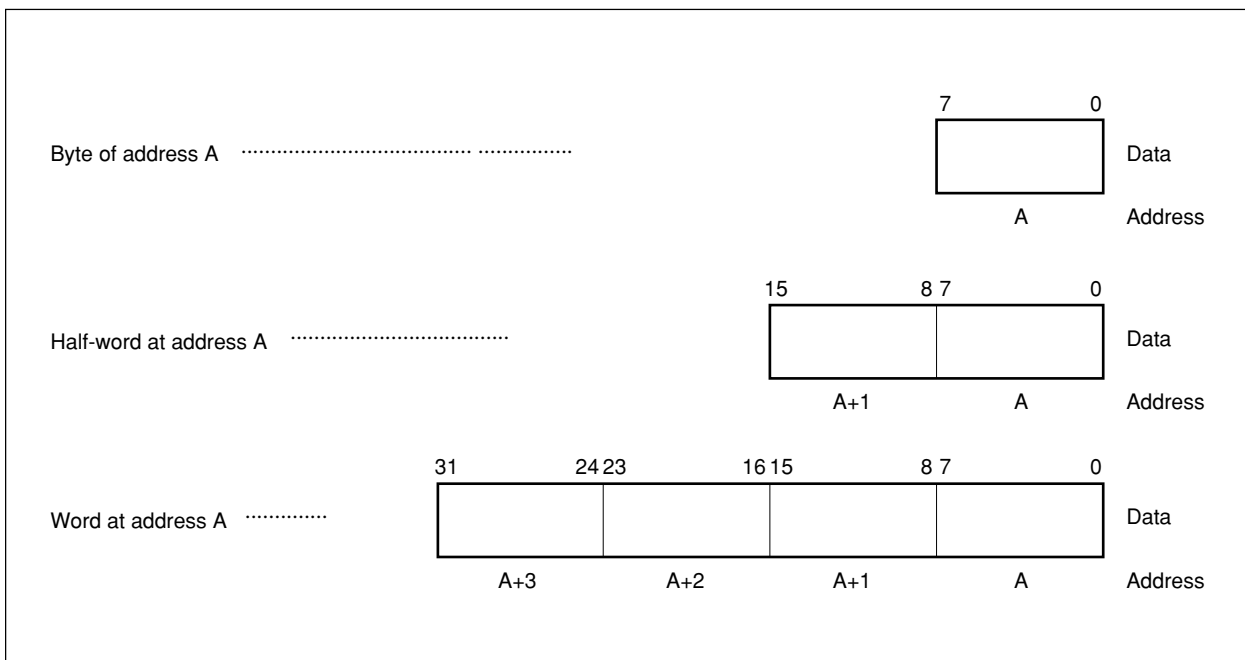 7 0
Byte of address A ...................................... ................ Data
A Address
15 8 7 0
Half-word at address A ..................................... Data
A+1 A Address
31 24 23 16 15 8 7 0
Word at address A .............. Data
A+3 A+2 A+1 A Address